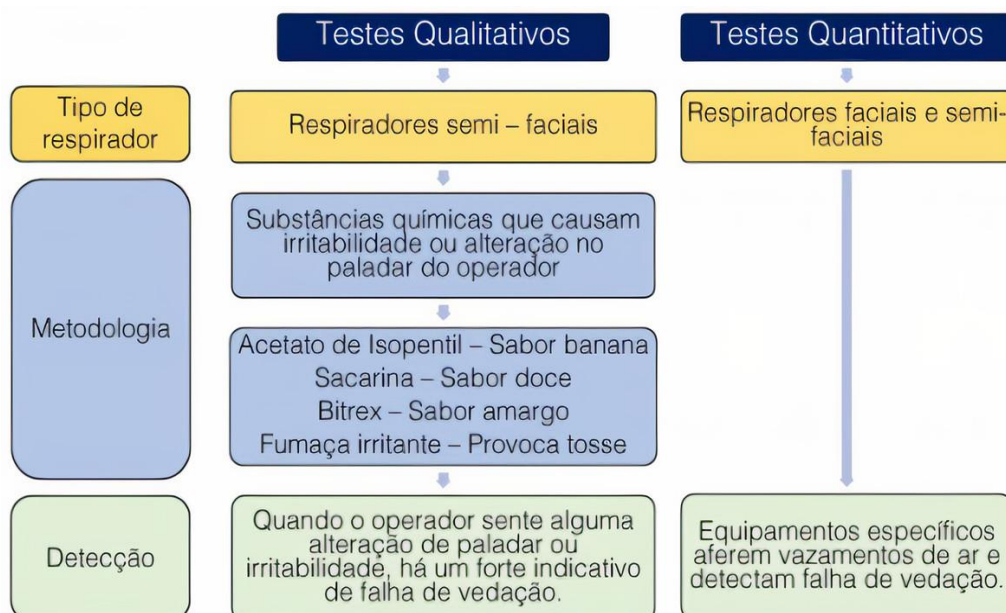 Testes Qualitativos
Testes Quantitativos
Tipo de
respirador
Respiradores semi – faciais
Respiradores faciais e semi-
faciais
Metodologia
Substâncias químicas que causam
irritabilidade ou alteração no
paladar do operador
Acetato de Isopentil – Sabor banana
Sacarina – Sabor doce
Bitrex – Sabor amargo
Fumaça irritante – Provoca tosse
Detecção
Quando o operador sente alguma
alteração de paladar ou
irritabilidade, há um forte indicativo
de falha de vedação.
Equipamentos específicos
aferem vazamentos de ar e
detectam falha de vedação.